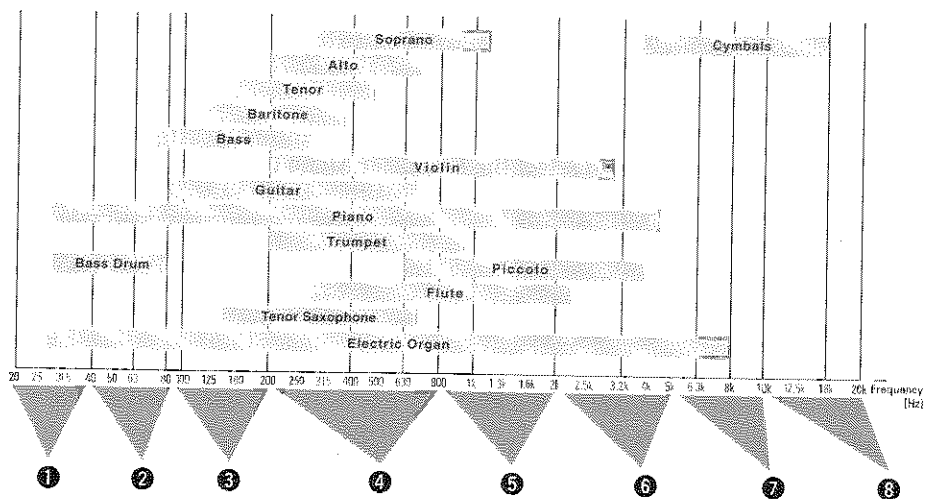 Soprano
Cymbals
Alto
Tenor
Baritone
Bass
Violin
Guitar
Piano
Trumpet
Bass Drum
Piccolo
Flute
Tenor Saxophone
Electric Organ
20 25 31.5 40 50 63 80 100 125 160 200 250 315 400 500 630 800 1k 1.6k 2k 2.5k 3.2k 4k 5k 6.3k 8k 10k 12.5k 16k 20k Frequency
[Hz]
1 2 3 4 5 6 7 8